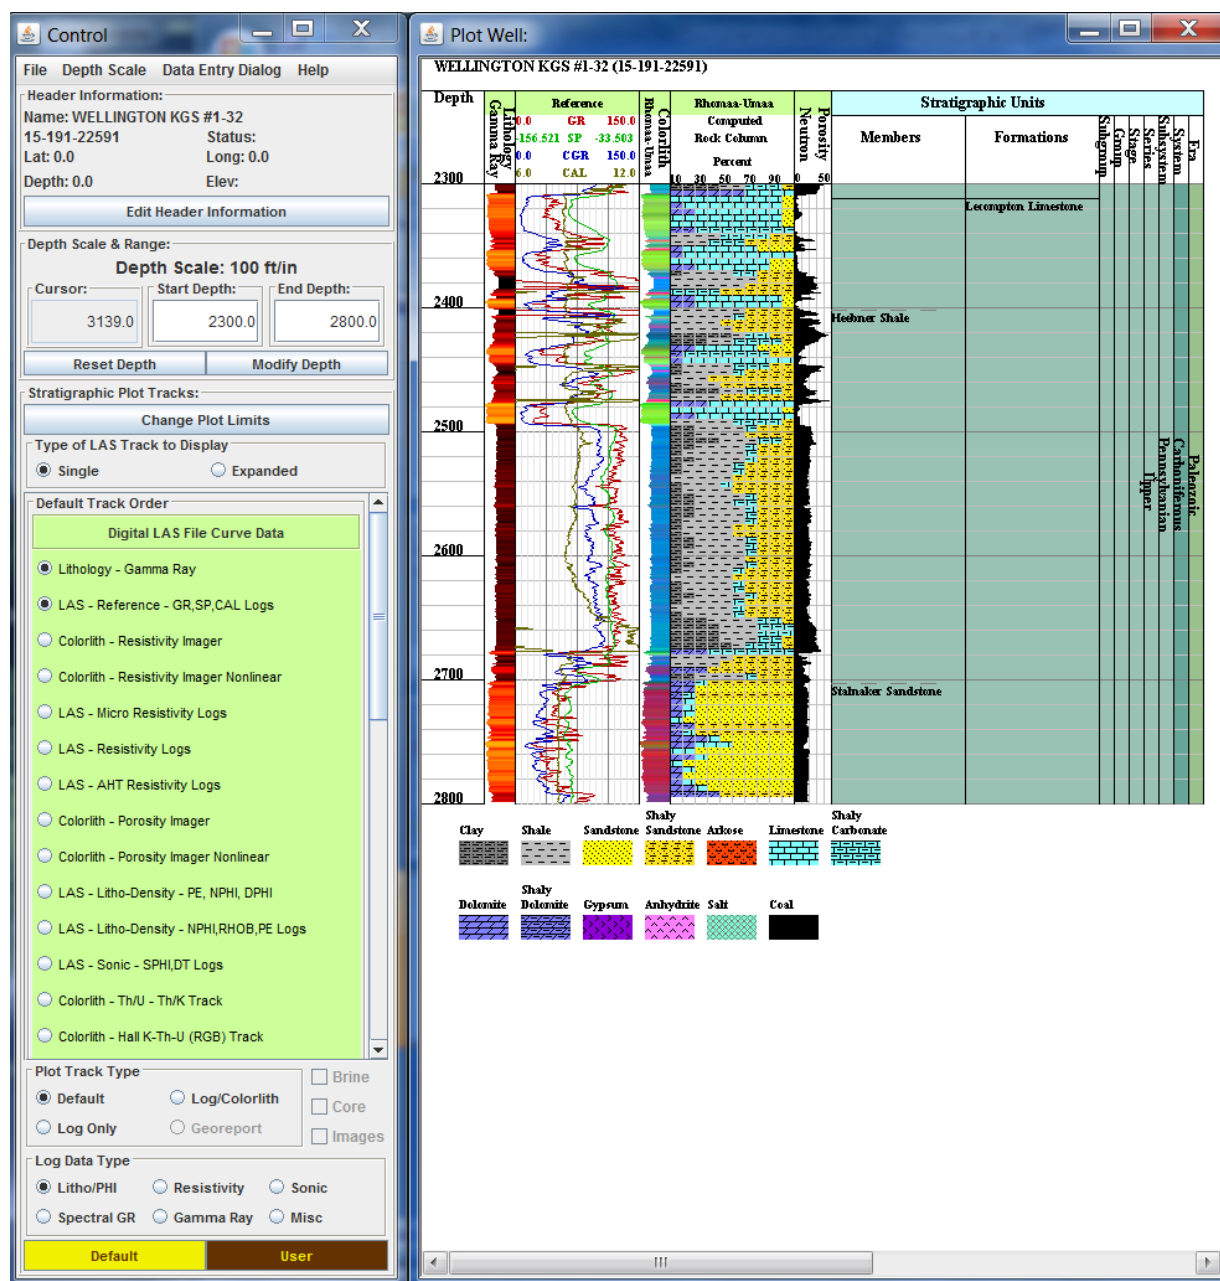 Control
File Depth Scale Data Entry Dialog Help
Header Information:
Name: WELLINGTON KGS #1-32
15-191-22591 Status:
Lat: 0.0 Long: 0.0
Depth: 0.0 Elev:
Edit Header Information
Depth Scale & Range:
Depth Scale: 100 ft/in
Cursor: Start Depth: End Depth:
3139.0 2300.0 2800.0
Reset Depth Modify Depth
Stratigraphic Plot Tracks:
Change Plot Limits
Type of LAS Track to Display
Single Expanded
Default Track Order
Digital LAS File Curve Data
Lithology - Gamma Ray
LAS - Reference - GR,SP,CAL Logs
Colorlith - Resistivity Imager
Colorlith - Resistivity Imager Nonlinear
LAS - Micro Resistivity Logs
LAS - Resistivity Logs
LAS - AHT Resistivity Logs
Colorlith - Porosity Imager
Colorlith - Porosity Imager Nonlinear
LAS - Litho-Density - PE, NPHI, DPHI
LAS - Litho-Density - NPHI,RHOB,PE Logs
LAS - Sonic - SPHI,DT Logs
Colorlith - Th/U - Th/K Track
Colorlith - Hall K-Th-U (RGB) Track
Plot Track Type
Default Log/Colorlith
Log Only Georeport
Brine
Core
Images
Log Data Type
Litho/PHI Resistivity Sonic
Spectral GR Gamma Ray Misc
Default User
Plot Well:
WELLINGTON KGS #1-32 (15-191-22591)
Depth
Lithology
Gamma Ray
Reference
0.0 GR 150.0
-156.521 SP -33.503
0.0 CGR 150.0
6.0 CAL 12.0
Colorlith
Rhomaa-Umaa
Rhomaa-Umaa
Computed
Rock Column
Percent
10 30 50 70 90
Porosity
Neutron
0 50
Stratigraphic Units
Members Formations
Subgroup
Group
Stage
Series
Subsystem
System
Era
2300
2400
2500
2600
2700
2800
Lecompton Limestone
Heebner Shale
Stalnaker Sandstone
Upper
Pennsylvanian
Carboniferous
Paleozoic
Clay Shale Sandstone Shaly Sandstone Arkose Limestone Shaly Carbonate
Dolomite Shaly Dolomite Gypsum Anhydrite Salt Coal